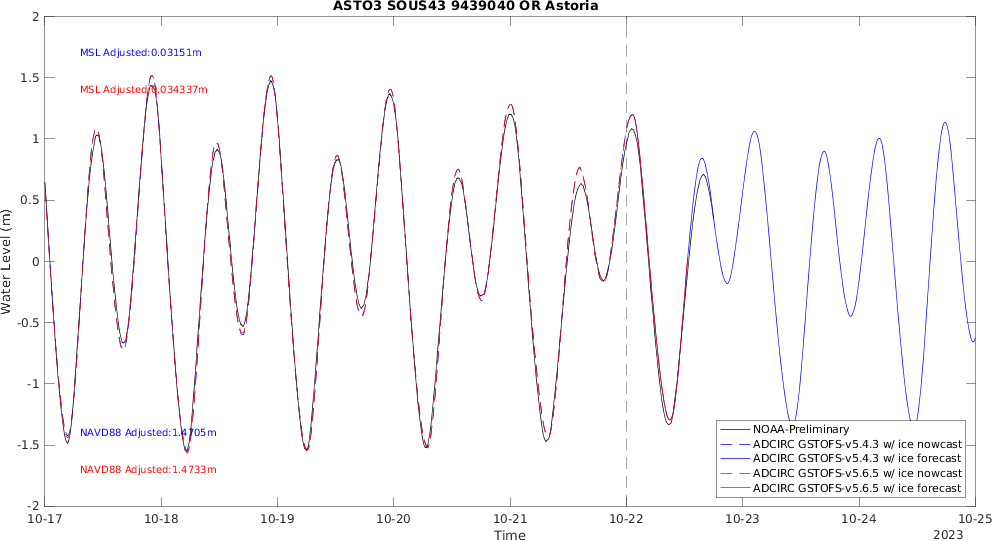 ASTO3 SOUS43 9439040 OR Astoria
2
1.5
1
0.5
0
-0.5
-1
-1.5
-2
Water Level (m)
MSL Adjusted:0.03151m
MSL Adjusted:0.034337m
NAVD88 Adjusted:1.4705m
NAVD88 Adjusted:1.4733m
NOAA-Preliminary
ADCIRC GSTOFS-v5.4.3 w/ ice nowcast
ADCIRC GSTOFS-v5.4.3 w/ ice forecast
ADCIRC GSTOFS-v5.6.5 w/ ice nowcast
ADCIRC GSTOFS-v5.6.5 w/ ice forecast
10-17 10-18 10-19 10-20 10-21 10-22 10-23 10-24 10-25
Time
2023